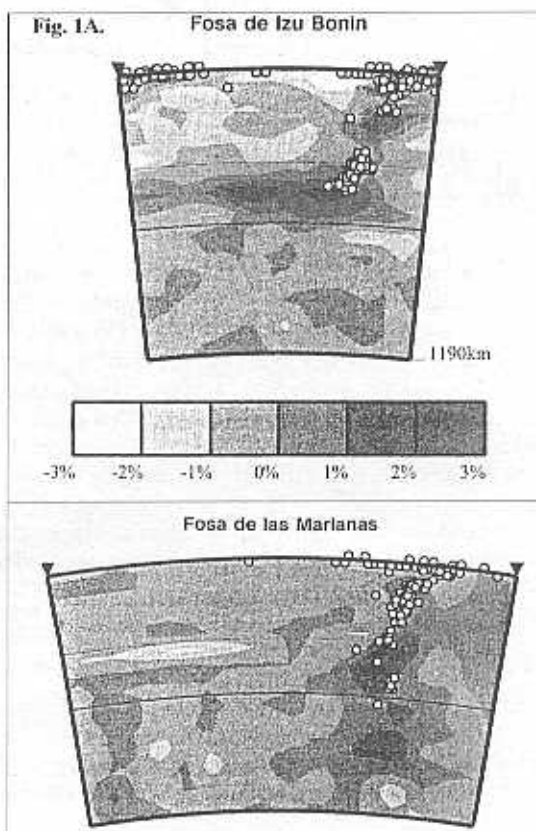 Fig. 1A.
Fosa de Izu Bonin
1190km
-3% -2% -1% 0% 1% 2% 3%
Fosa de las Marianas